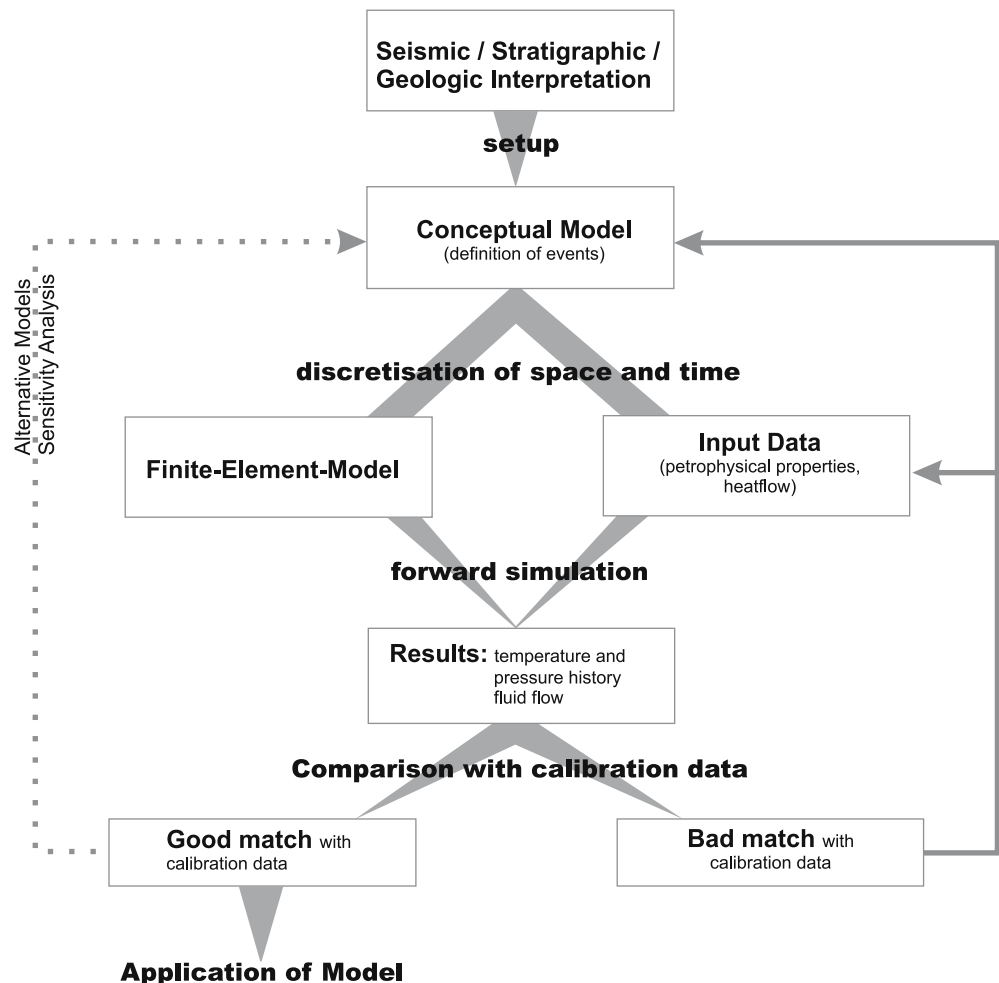 Seismic / Stratigraphic /
Geologic Interpretation
setup
Conceptual Model
(definition of events)
Alternative Models
Sensitivity Analysis
discretisation of space and time
Finite-Element-Model
Input Data
(petrophysical properties,
heatflow)
forward simulation
Results: temperature and
pressure history
fluid flow
Comparison with calibration data
Good match with
calibration data
Bad match with
calibration data
Application of Model